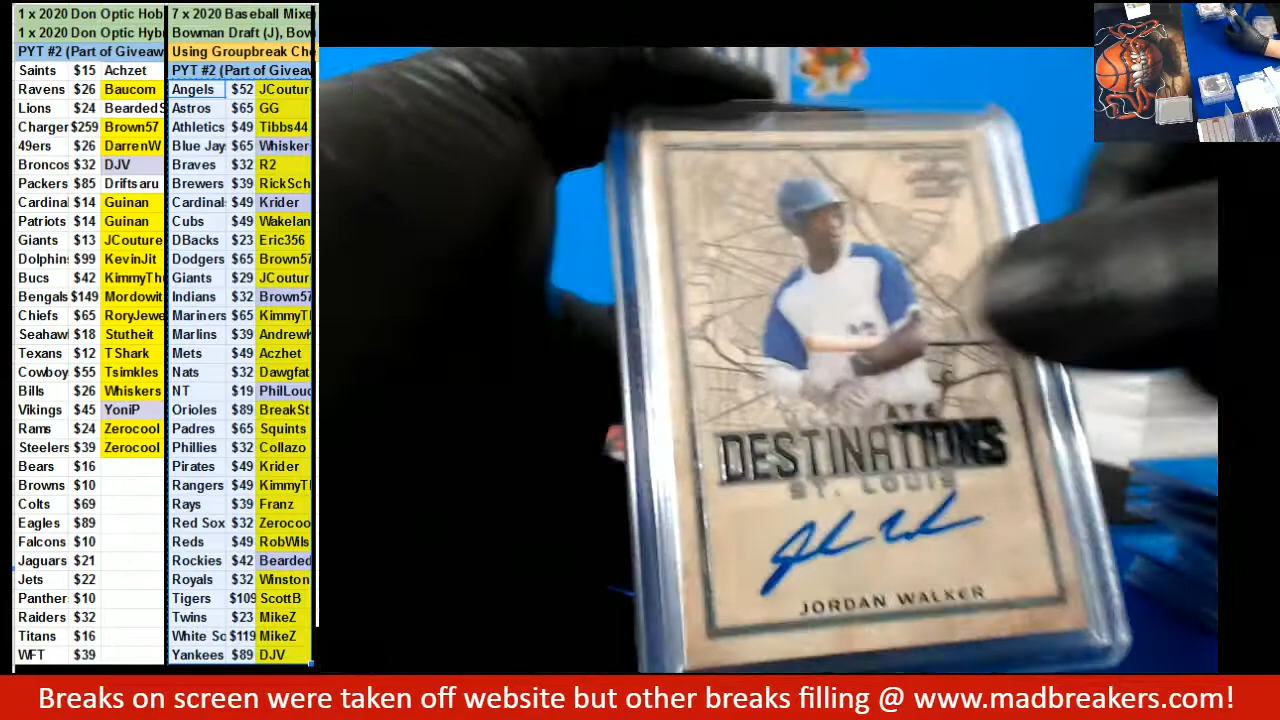 1 x 2020 Don Optic Hob
1 x 2020 Don Optic Hyb
PYT #2 (Part of Giveaw
Saints $15 Achzet
Ravens $26 Baucom
Lions $24 BeardedS
Charger $259 Brown57
49ers $26 DarrenW
Broncos $32 DJV
Packers $85 Driftsaru
Cardinal $14 Guinan
Patriots $14 Guinan
Giants $13 JCouture
Dolphin $99 KevinJit
Bucs $42 KimmyTh
Bengals $149 Mordowit
Chiefs $65 RoryJewe
Seahaw $18 Stutheit
Texans $12 TShark
Cowboy $55 Tsimkles
Bills $26 Whiskers
Vikings $45 YoniP
Rams $24 Zerocool
Steelers $39 Zerocool
Bears $16
Browns $10
Colts $69
Eagles $89
Falcons $10
Jaguars $21
Jets $22
Panther $10
Raiders $32
Titans $16
WFT $39
7 x 2020 Baseball Mixe
Bowman Draft (J), Bow
Using Groupbreak Che
PYT #2 (Part of Giveaw
Angels $52 JCoutur
Astros $65 GG
Athletics $49 Tibbs44
Blue Jay $65 Whisker
Braves $32 R2
Brewers $39 RickSch
Cardinal $49 Krider
Cubs $49 Wakelan
DBacks $23 Eric356
Dodgers $65 Brown57
Giants $29 JCoutur
Indians $32 Brown57
Mariners $65 KimmyT
Marlins $39 Andrew
Mets $49 Aczhet
Nats $32 Dawgfat
NT $19 PhilLou
Orioles $89 BreakSt
Padres $65 Squints
Phillies $32 Collazo
Pirates $49 Krider
Rangers $49 KimmyT
Rays $39 Franz
Red Sox $32 Zerocoo
Reds $49 RobWils
Rockies $42 Bearded
Royals $32 Winston
Tigers $109 ScottB
Twins $23 MikeZ
White So $119 MikeZ
Yankees $89 DJV
DESTINATIONS
ST. LOUIS
JORDAN WALKER
Breaks on screen were taken off website but other breaks filling @ www.madbreakers.com!